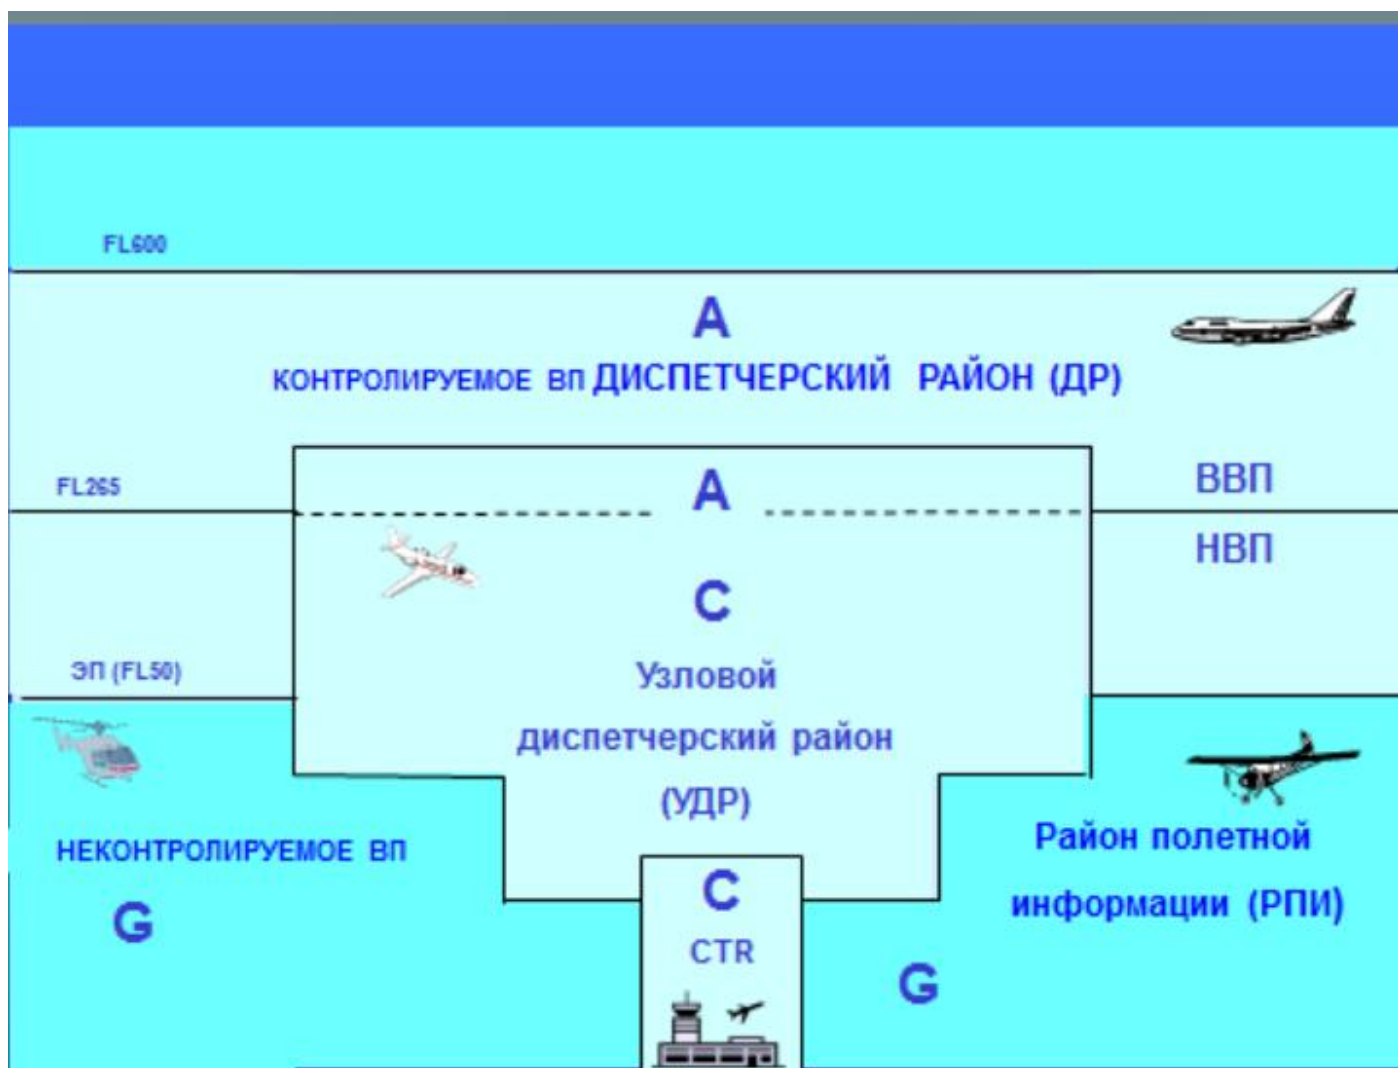 FL600
A
КОНТРОЛИРУЕМОЕ ВП ДИСПЕТЧЕРСКИЙ РАЙОН (ДР)
FL265
A
ВВП
НВП
C
ЭП (FL50)
Узловой
диспетчерский район
(УДР)
НЕКОНТРОЛИРУЕМОЕ ВП
G
Район полетной
информации (РПИ)
C
CTR
G